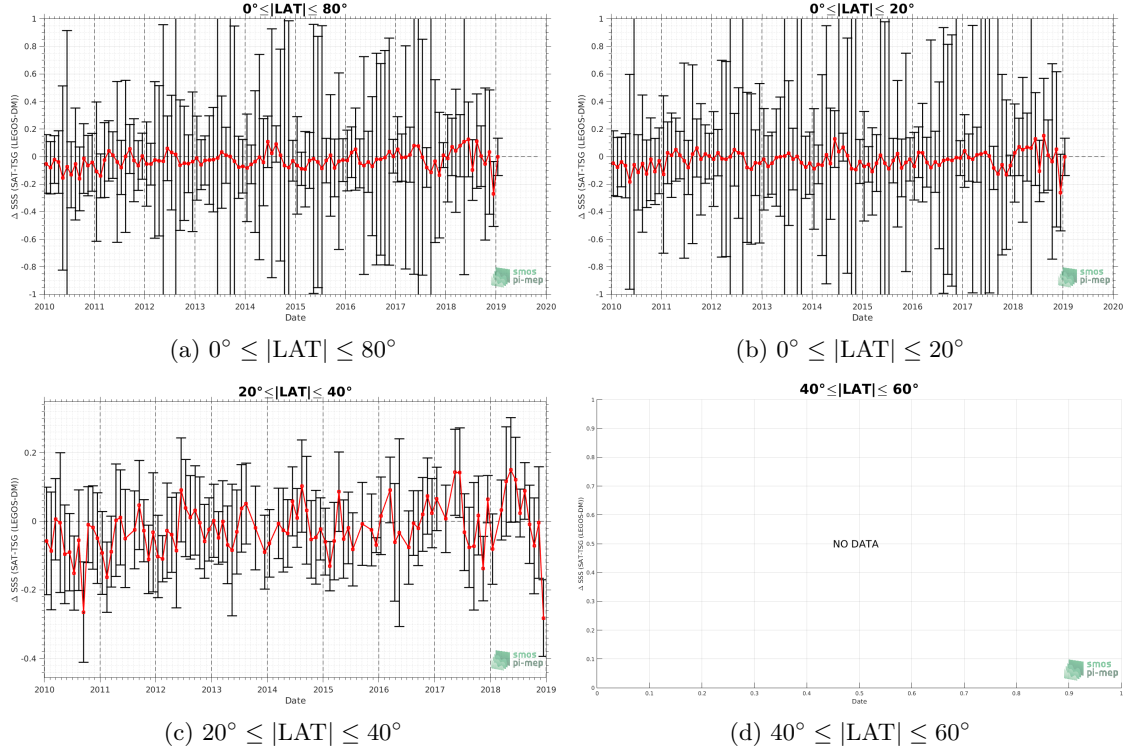 0°≤|LAT|≤ 80°
Δ SSS (SAT-TSG (LEGOS-DM))
1
0.8
0.6
0.4
0.2
0
-0.2
-0.4
-0.6
-0.8
-1
2010 2011 2012 2013 2014 2015 2016 2017 2018 2019 2020
Date
smos
pi-mep
(a) 0° ≤ |LAT| ≤ 80°
0°≤|LAT|≤ 20°
Δ SSS (SAT-TSG (LEGOS-DM))
1
0.8
0.6
0.4
0.2
0
-0.2
-0.4
-0.6
-0.8
-1
2010 2011 2012 2013 2014 2015 2016 2017 2018 2019 2020
Date
smos
pi-mep
(b) 0° ≤ |LAT| ≤ 20°
20°≤|LAT|≤ 40°
Δ SSS (SAT-TSG (LEGOS-DM))
0.2
0
-0.2
-0.4
2010 2011 2012 2013 2014 2015 2016 2017 2018 2019
Date
smos
pi-mep
(c) 20° ≤ |LAT| ≤ 40°
40°≤|LAT|≤ 60°
Δ SSS (SAT-TSG (LEGOS-DM))
1
0.9
0.8
0.7
0.6
0.5
0.4
0.3
0.2
0.1
0
NO DATA
0 0.1 0.2 0.3 0.4 0.5 0.6 0.7 0.8 0.9 1
Date
smos
pi-mep
(d) 40° ≤ |LAT| ≤ 60°